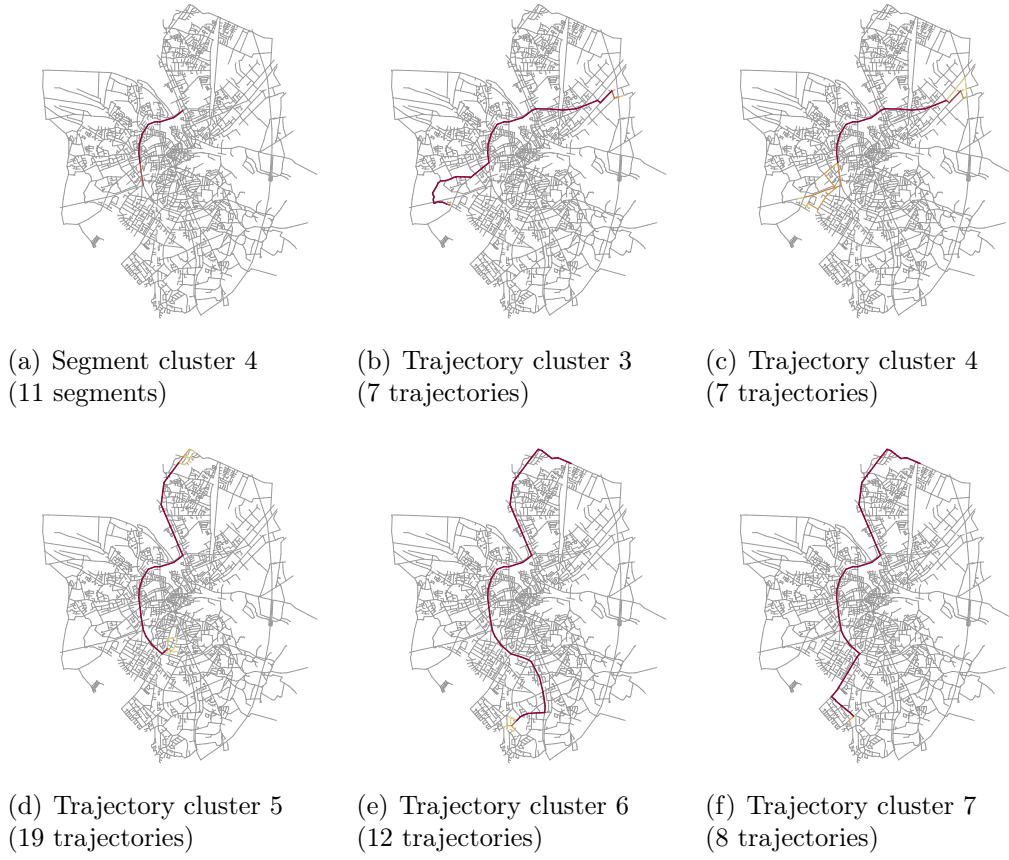 (a) Segment cluster 4
(11 segments)
(b) Trajectory cluster 3
(7 trajectories)
(c) Trajectory cluster 4
(7 trajectories)
(d) Trajectory cluster 5
(19 trajectories)
(e) Trajectory cluster 6
(12 trajectories)
(f) Trajectory cluster 7
(8 trajectories)